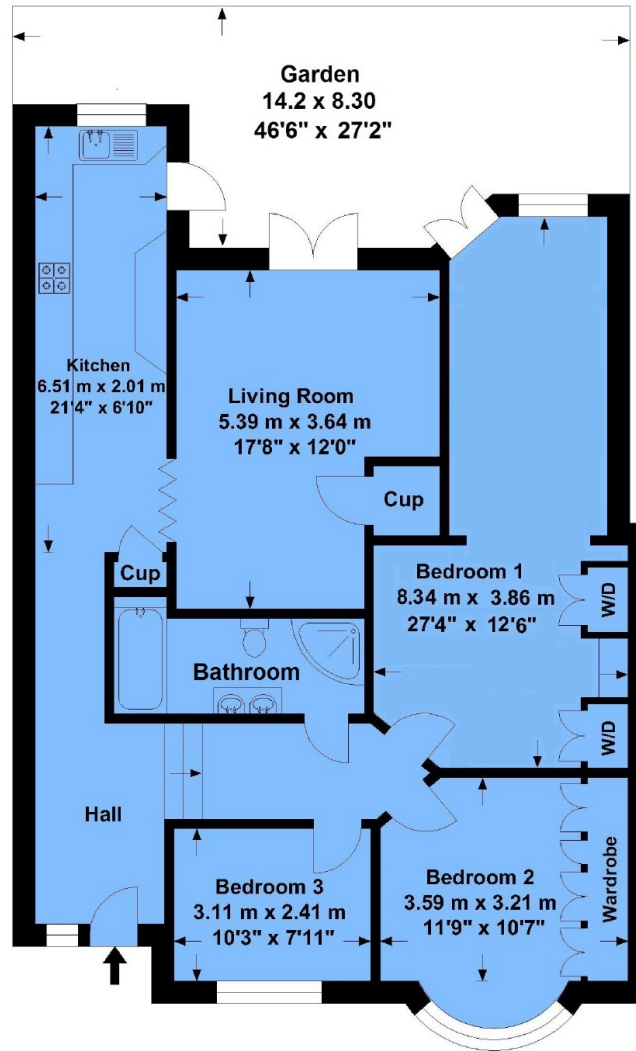 Garden
14.2 x 8.30
46'6" x 27'2"
Kitchen
6.51 m x 2.01 m
21'4" x 6'10"
Living Room
5.39 m x 3.64 m
17'8" x 12'0"
Cup
Cup
Bedroom 1
8.34 m x 3.86 m
27'4" x 12'6"
W/D
W/D
Bathroom
Hall
Bedroom 3
3.11 m x 2.41 m
10'3" x 7'11"
Bedroom 2
3.59 m x 3.21 m
11'9" x 10'7"
Wardrobe